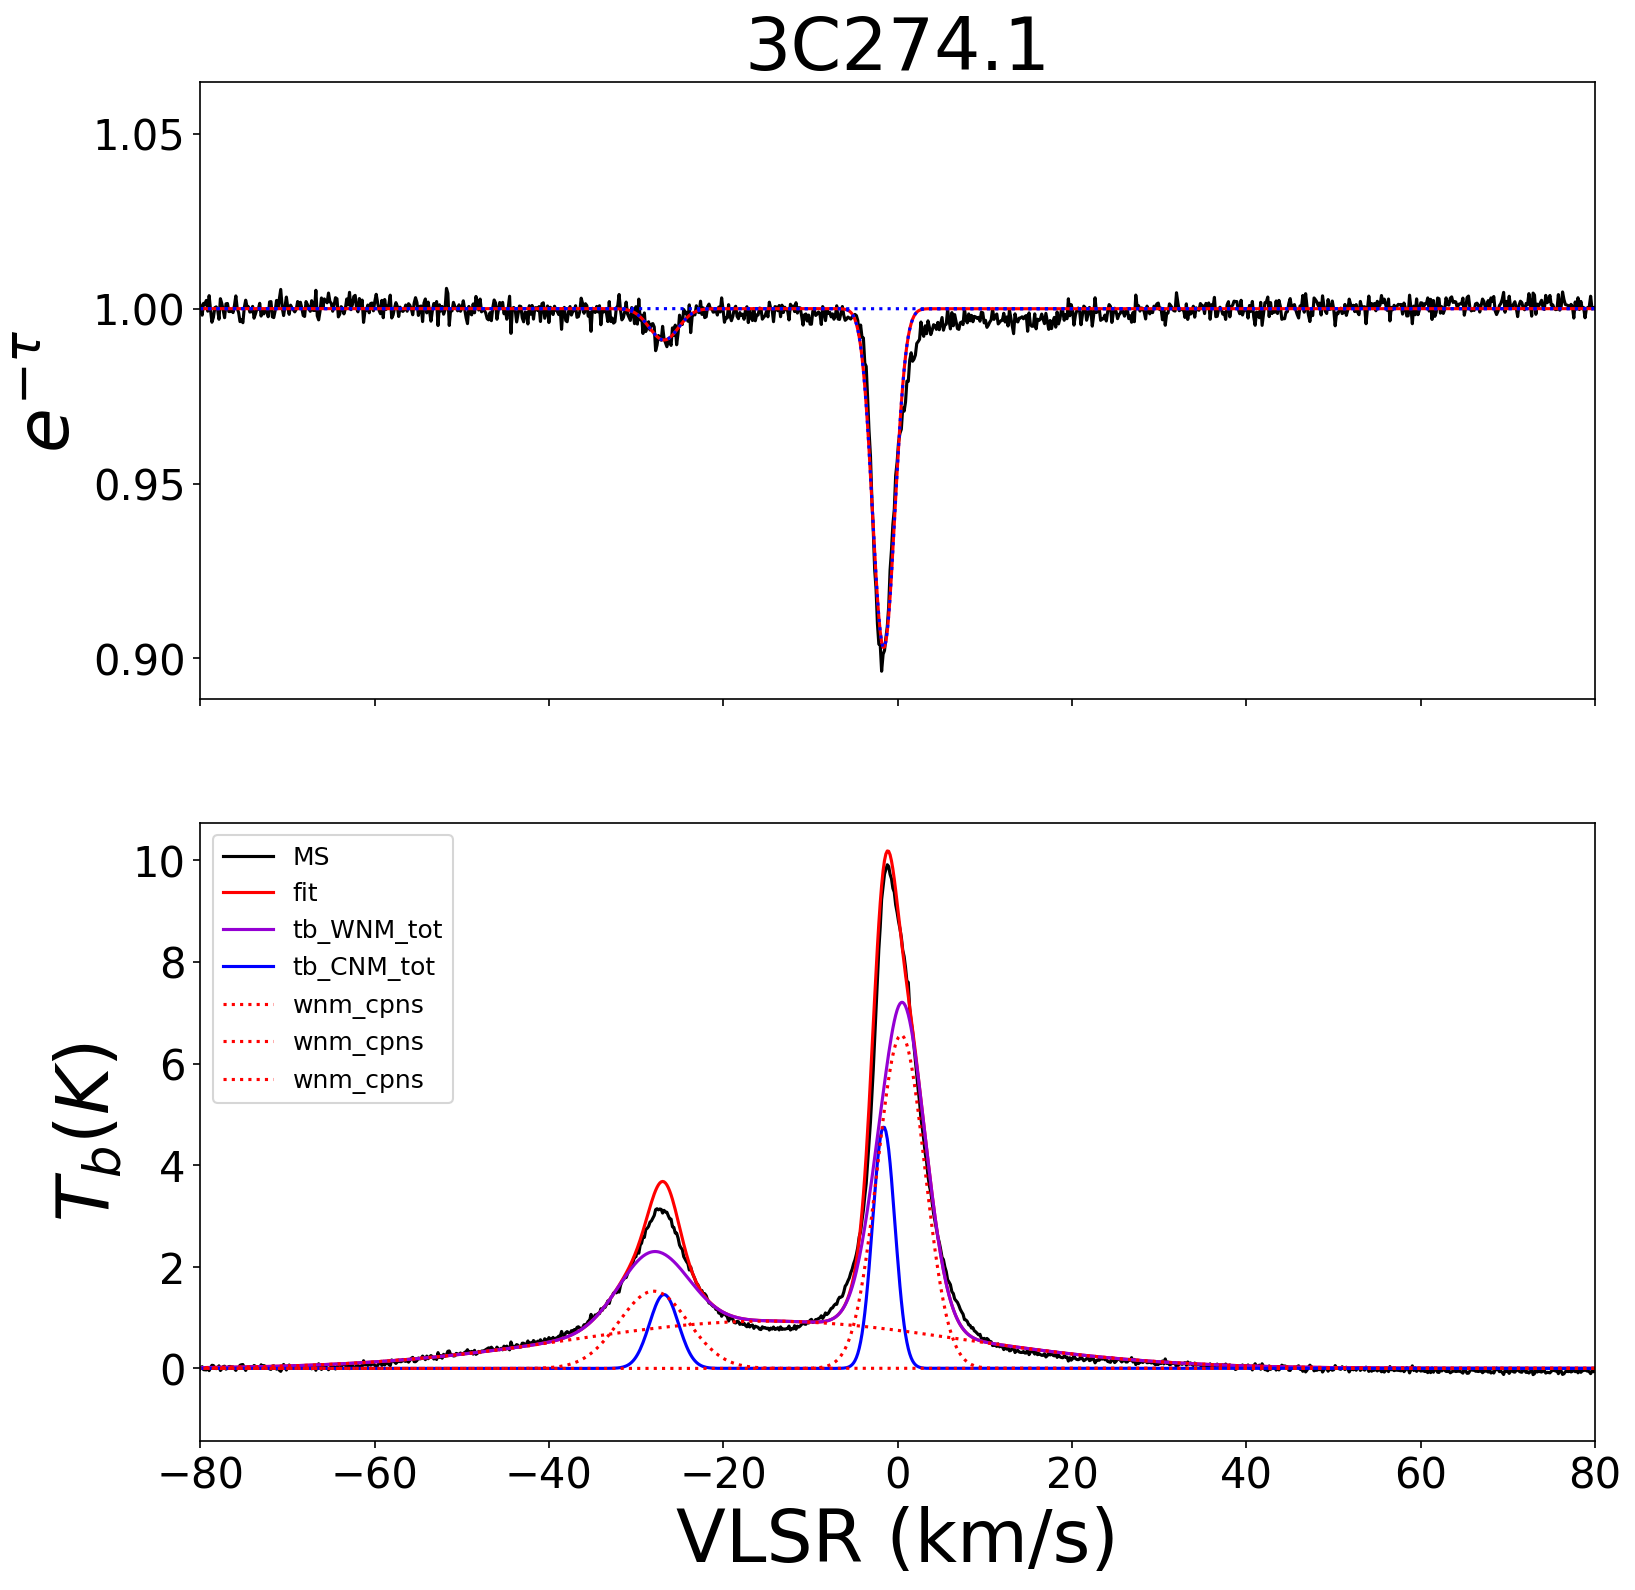 3C274.1
1.05
1.00
0.95
0.90
e^{-τ}
10
8
6
4
2
0
T_b(K)
MS
fit
tb_WNM_tot
tb_CNM_tot
wnm_cpns
wnm_cpns
wnm_cpns
−80 −60 −40 −20 0 20 40 60 80
VLSR (km/s)